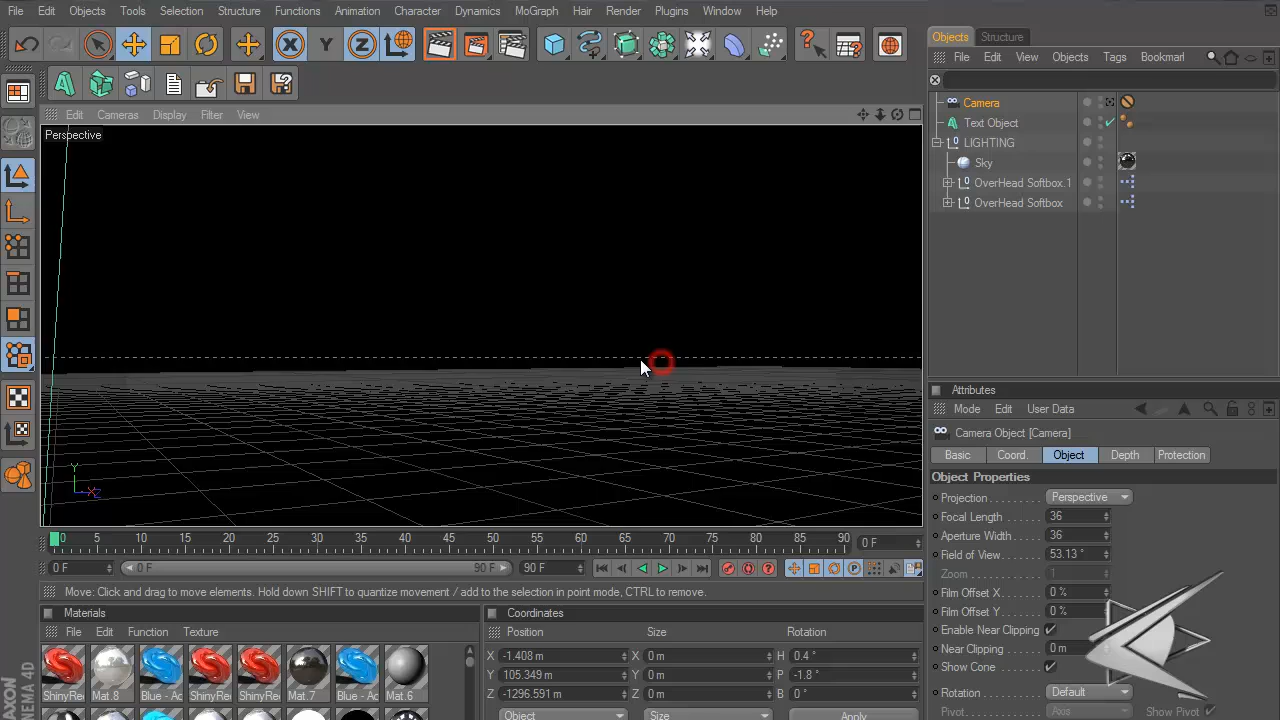 File Edit Objects Tools Selection Structure Functions Animation Character Dynamics MoGraph Hair Render Plugins Window Help
Objects Structure
File Edit View Objects Tags Bookmarl
Edit Cameras Display Filter View
Perspective
Camera
Text Object
LIGHTING
Sky
OverHead Softbox.1
OverHead Softbox
Attributes
Mode Edit User Data
Camera Object [Camera]
Basic Coord. Object Depth Protection
Object Properties
Projection Perspective
Focal Length 36
Aperture Width 36
Field of View 53.13 °
Zoom 1
Film Offset X 0 %
Film Offset Y 0 %
Enable Near Clipping
Near Clipping 0 m
Show Cone
Rotation Default
Pivot Axis Show Pivot
X Y Z
Y X Z
0 5 10 15 20 25 30 35 40 45 50 55 60 65 70 75 80 85 90 0 F
0 F 0 F 90 F 90 F
Move: Click and drag to move elements. Hold down SHIFT to quantize movement / add to the selection in point mode, CTRL to remove.
Materials
File Edit Function Texture
ShinyRe Mat.8 Blue - Ac ShinyRe ShinyRe Mat.7 Blue - Ac Mat.6
Coordinates
Position Size Rotation
X -1.408 m X 0 m H 0.4 °
Y 105.349 m Y 0 m P -1.8 °
Z -1296.591 m Z 0 m B 0 °
Object Size Apply
AXON
NEMA 4D